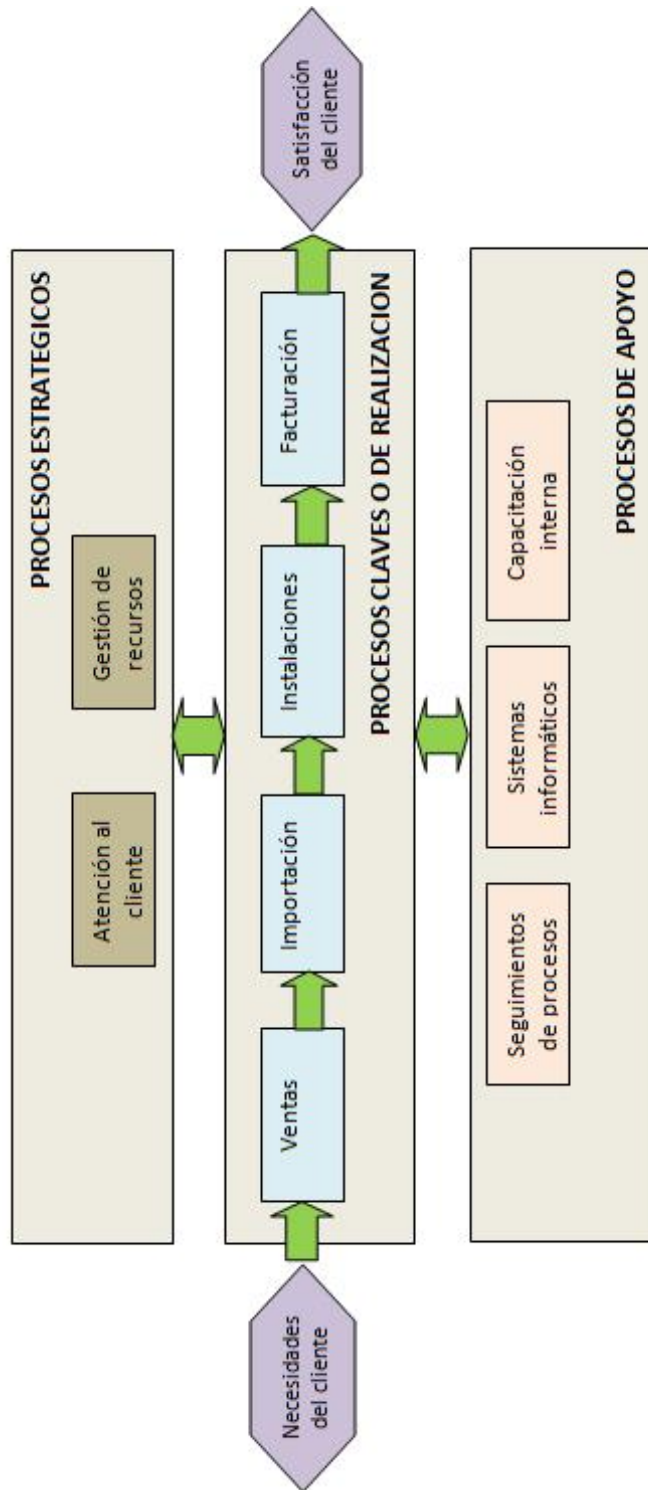 PROCESOS ESTRATEGICOS
Atención al
cliente
Gestión de
recursos
Necesidades
del cliente
Ventas
Importación
Instalaciones
Facturación
Satisfacción
del cliente
PROCESOS CLAVES O DE REALIZACION
Seguimientos
de procesos
Sistemas
informáticos
Capacitación
interna
PROCESOS DE APOYO